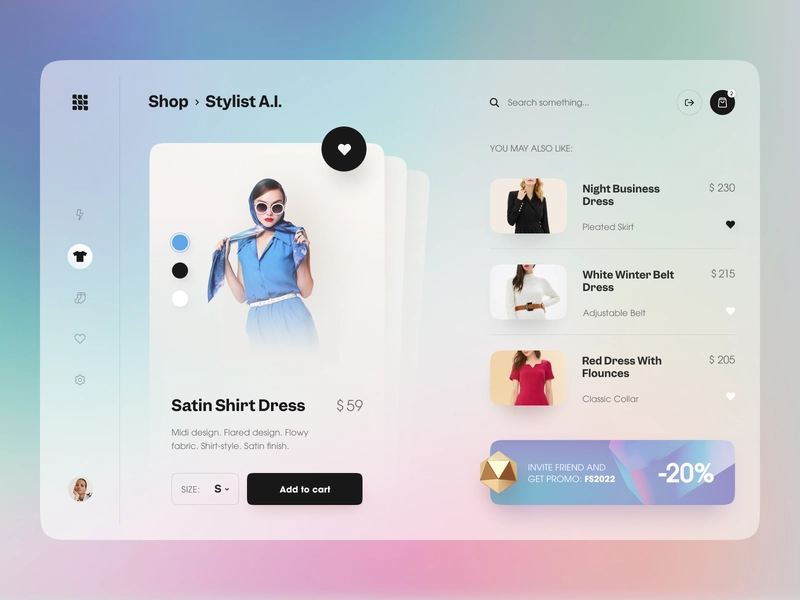 Shop › Stylist A.I.
Search something...
2
YOU MAY ALSO LIKE:
Night Business
Dress
$ 230
Pleated Skirt
White Winter Belt
Dress
$ 215
Adjustable Belt
Red Dress With
Flounces
$ 205
Classic Collar
Satin Shirt Dress
$ 59
Midi design. Flared design. Flowy
fabric. Shirt-style. Satin finish.
SIZE: S
Add to cart
INVITE FRIEND AND
GET PROMO: FS2022
-20%